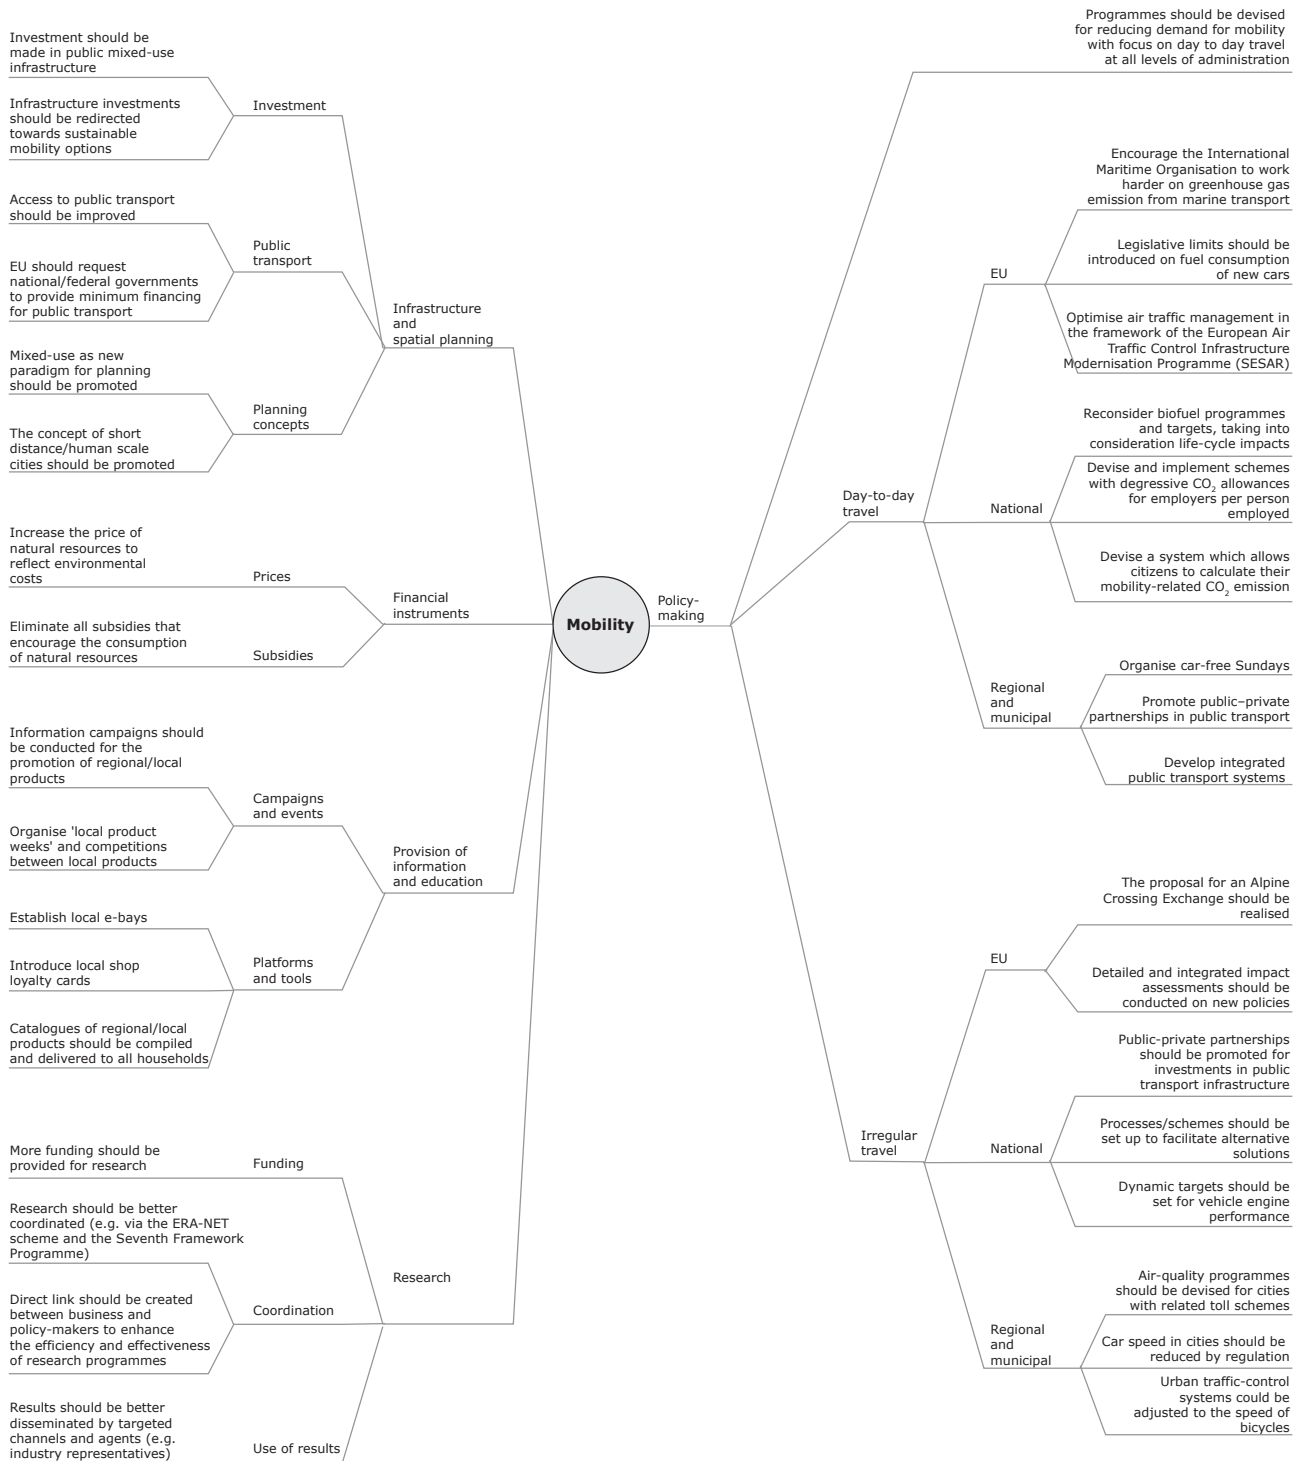 Investment should be
made in public mixed-use
infrastructure
Investment
Infrastructure investments
should be redirected
towards sustainable
mobility options
Access to public transport
should be improved
Public
transport
EU should request
national/federal governments
to provide minimum financing
for public transport
Infrastructure
and
spatial planning
Mixed-use as new
paradigm for planning
should be promoted
Planning
concepts
The concept of short
distance/human scale
cities should be promoted
Increase the price of
natural resources to
reflect environmental
costs
Prices
Financial
instruments
Eliminate all subsidies that
encourage the consumption
of natural resources
Subsidies
Information campaigns should
be conducted for the
promotion of regional/local
products
Campaigns
and events
Organise 'local product
weeks' and competitions
between local products
Provision of
information
and education
Establish local e-bays
Introduce local shop
loyalty cards
Platforms
and tools
Catalogues of regional/local
products should be compiled
and delivered to all households
More funding should be
provided for research
Funding
Research should be better
coordinated (e.g. via the ERA-NET
scheme and the Seventh Framework
Programme)
Research
Coordination
Direct link should be created
between business and
policy-makers to enhance
the efficiency and effectiveness
of research programmes
Results should be better
disseminated by targeted
channels and agents (e.g.
industry representatives)
Use of results
Mobility
Policy-
making
Programmes should be devised
for reducing demand for mobility
with focus on day to day travel
at all levels of administration
Day-to-day
travel
EU
Encourage the International
Maritime Organisation to work
harder on greenhouse gas
emission from marine transport
Legislative limits should be
introduced on fuel consumption
of new cars
Optimise air traffic management in
the framework of the European Air
Traffic Control Infrastructure
Modernisation Programme (SESAR)
National
Reconsider biofuel programmes
and targets, taking into
consideration life-cycle impacts
Devise and implement schemes
with degressive CO₂ allowances
for employers per person
employed
Devise a system which allows
citizens to calculate their
mobility-related CO₂ emission
Regional
and
municipal
Organise car-free Sundays
Promote public–private
partnerships in public transport
Develop integrated
public transport systems
Irregular
travel
EU
The proposal for an Alpine
Crossing Exchange should be
realised
Detailed and integrated impact
assessments should be
conducted on new policies
National
Public-private partnerships
should be promoted for
investments in public
transport infrastructure
Processes/schemes should be
set up to facilitate alternative
solutions
Dynamic targets should be
set for vehicle engine
performance
Regional
and
municipal
Air-quality programmes
should be devised for cities
with related toll schemes
Car speed in cities should be
reduced by regulation
Urban traffic-control
systems could be
adjusted to the speed of
bicycles